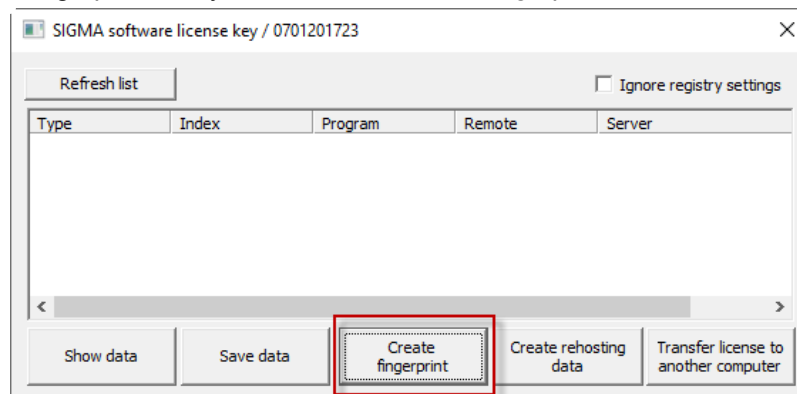 SIGMA software license key / 0701201723
Refresh list
Ignore registry settings
Type Index Program Remote Server
Show data
Save data
Create
fingerprint
Create rehosting
data
Transfer license to
another computer